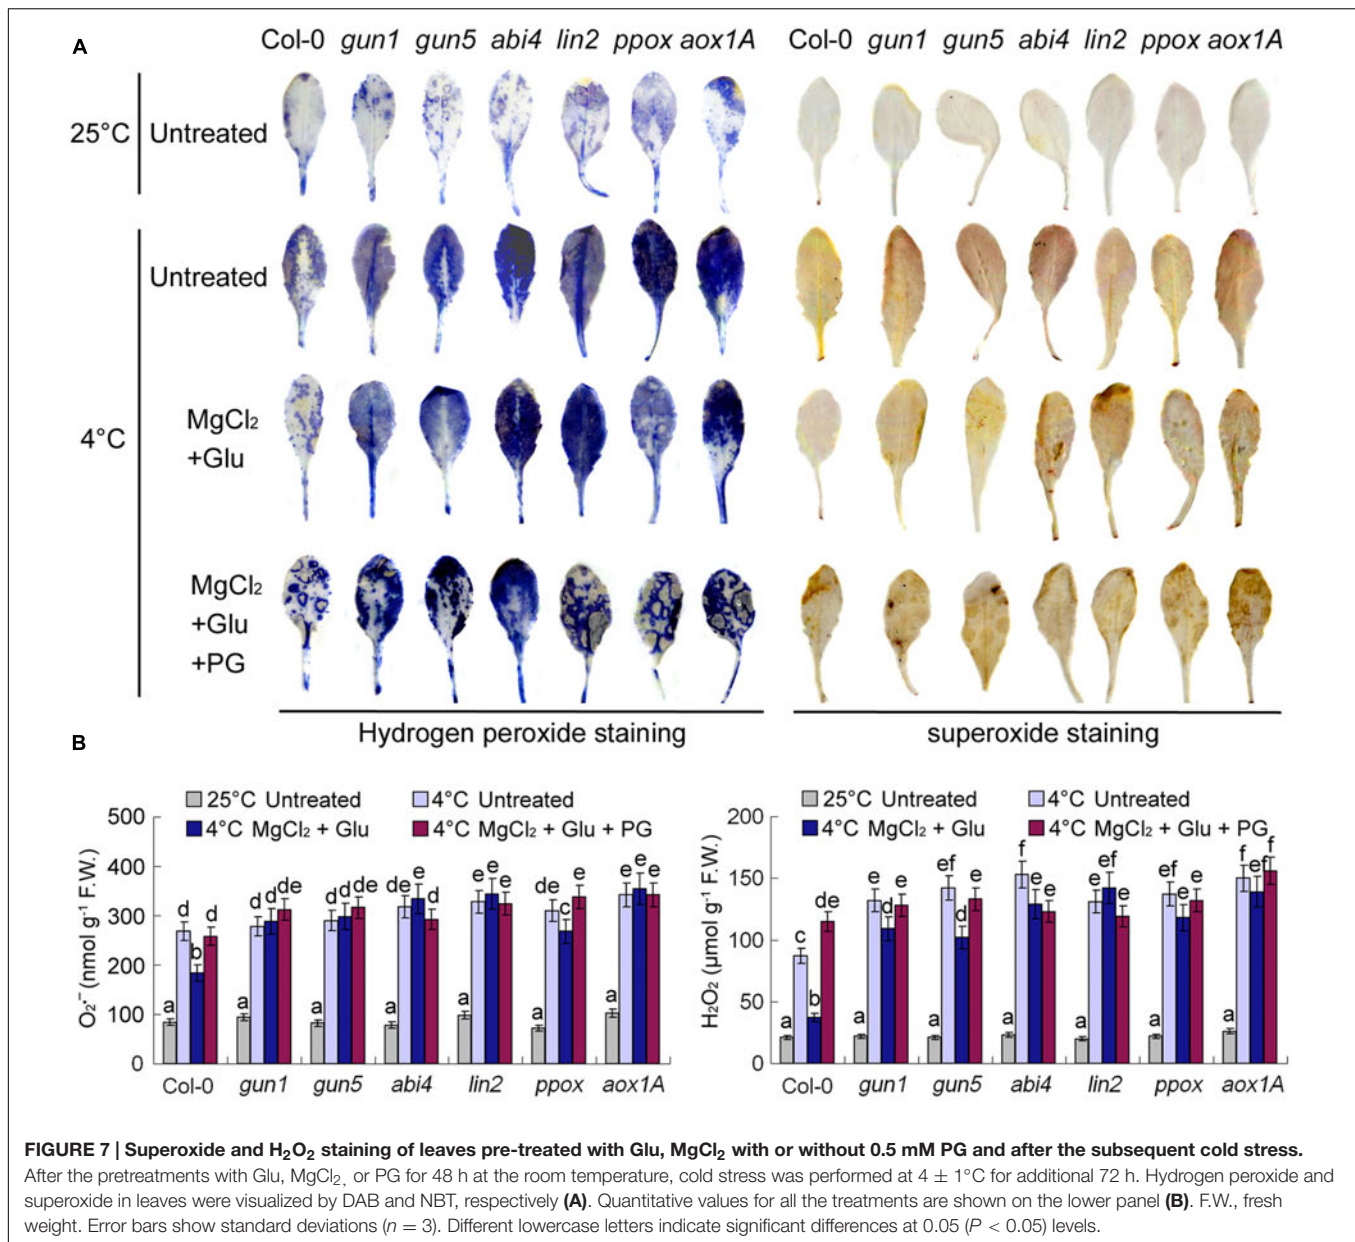 A
Col-0 gun1 gun5 abi4 lin2 ppox aox1A
Col-0 gun1 gun5 abi4 lin2 ppox aox1A
25°C
Untreated
4°C
Untreated
MgCl2
+Glu
MgCl2
+Glu
+PG
Hydrogen peroxide staining
superoxide staining
B
25°C Untreated
4°C Untreated
4°C MgCl2 + Glu
4°C MgCl2 + Glu + PG
O2·⁻ (nmol g⁻¹ F.W.)
500
400
300
200
100
0
a d b d
a d d de
a d d de
a de e d
a e e e
a de c e
a e e e
Col-0 gun1 gun5 abi4 lin2 ppox aox1A
25°C Untreated
4°C Untreated
4°C MgCl2 + Glu
4°C MgCl2 + Glu + PG
H2O2 (µmol g⁻¹ F.W.)
200
150
100
50
0
a c b de
a e d e
a ef d e
a f e e
a e ef e
a ef e e
a f ef f
Col-0 gun1 gun5 abi4 lin2 ppox aox1A
FIGURE 7 | Superoxide and H2O2 staining of leaves pre-treated with Glu, MgCl2 with or without 0.5 mM PG and after the subsequent cold stress.
After the pretreatments with Glu, MgCl2, or PG for 48 h at the room temperature, cold stress was performed at 4 ± 1°C for additional 72 h. Hydrogen peroxide and
superoxide in leaves were visualized by DAB and NBT, respectively (A). Quantitative values for all the treatments are shown on the lower panel (B). F.W., fresh
weight. Error bars show standard deviations (n = 3). Different lowercase letters indicate significant differences at 0.05 (P < 0.05) levels.